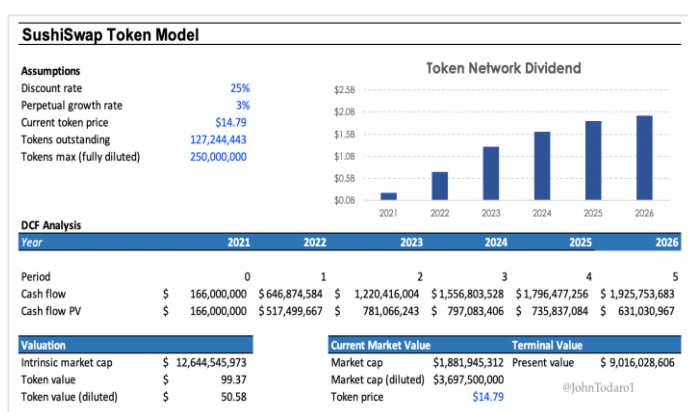 SushiSwap Token Model
Assumptions
Discount rate 25%
Perpetual growth rate 3%
Current token price $14.79
Tokens outstanding 127,244,443
Tokens max (fully diluted) 250,000,000
Token Network Dividend
$2.5B
$2.0B
$1.5B
$1.0B
$0.5B
$0.0B
2021 2022 2023 2024 2025 2026
DCF Analysis
Year 2021 2022 2023 2024 2025 2026
Period 0 1 2 3 4 5
Cash flow $ 166,000,000 $ 646,874,584 $ 1,220,416,004 $ 1,556,803,528 $ 1,796,477,256 $ 1,925,753,683
Cash flow PV $ 166,000,000 $ 517,499,667 $ 781,066,243 $ 797,083,406 $ 735,837,084 $ 631,030,967
Valuation
Intrinsic market cap $ 12,644,545,973
Token value $ 99.37
Token value (diluted) $ 50.58
Current Market Value Terminal Value
Market cap $1,881,945,312 Present value $ 9,016,028,606
Market cap (diluted) $3,697,500,000
Token price $14.79
@JohnTodaro1